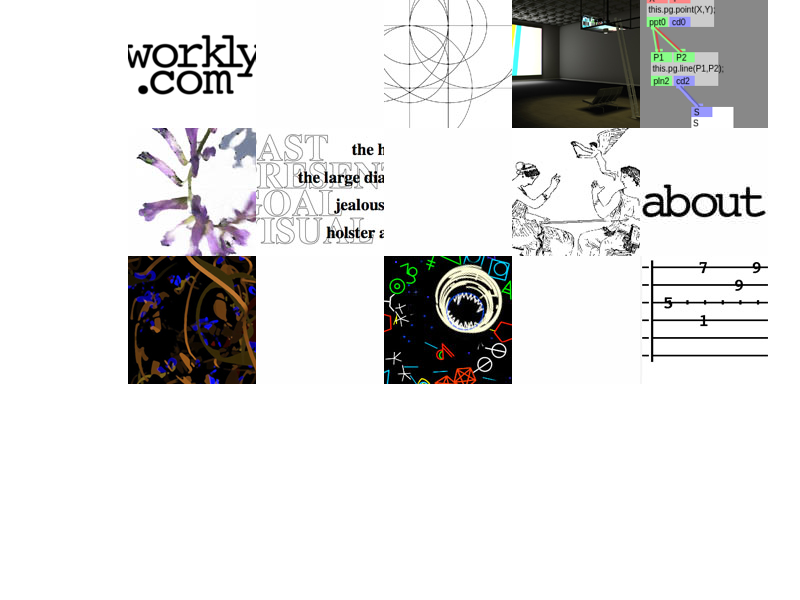 this.pg.point(X,Y);
ppt0 cd0
workly
.com
P1 P2
this.pg.line(P1,P2);
pln2 cd2
S
S
AST
the h
RESENT
the large dia
GOAL
jealous
ISUAL
holster a
about
7 9
9
5
1